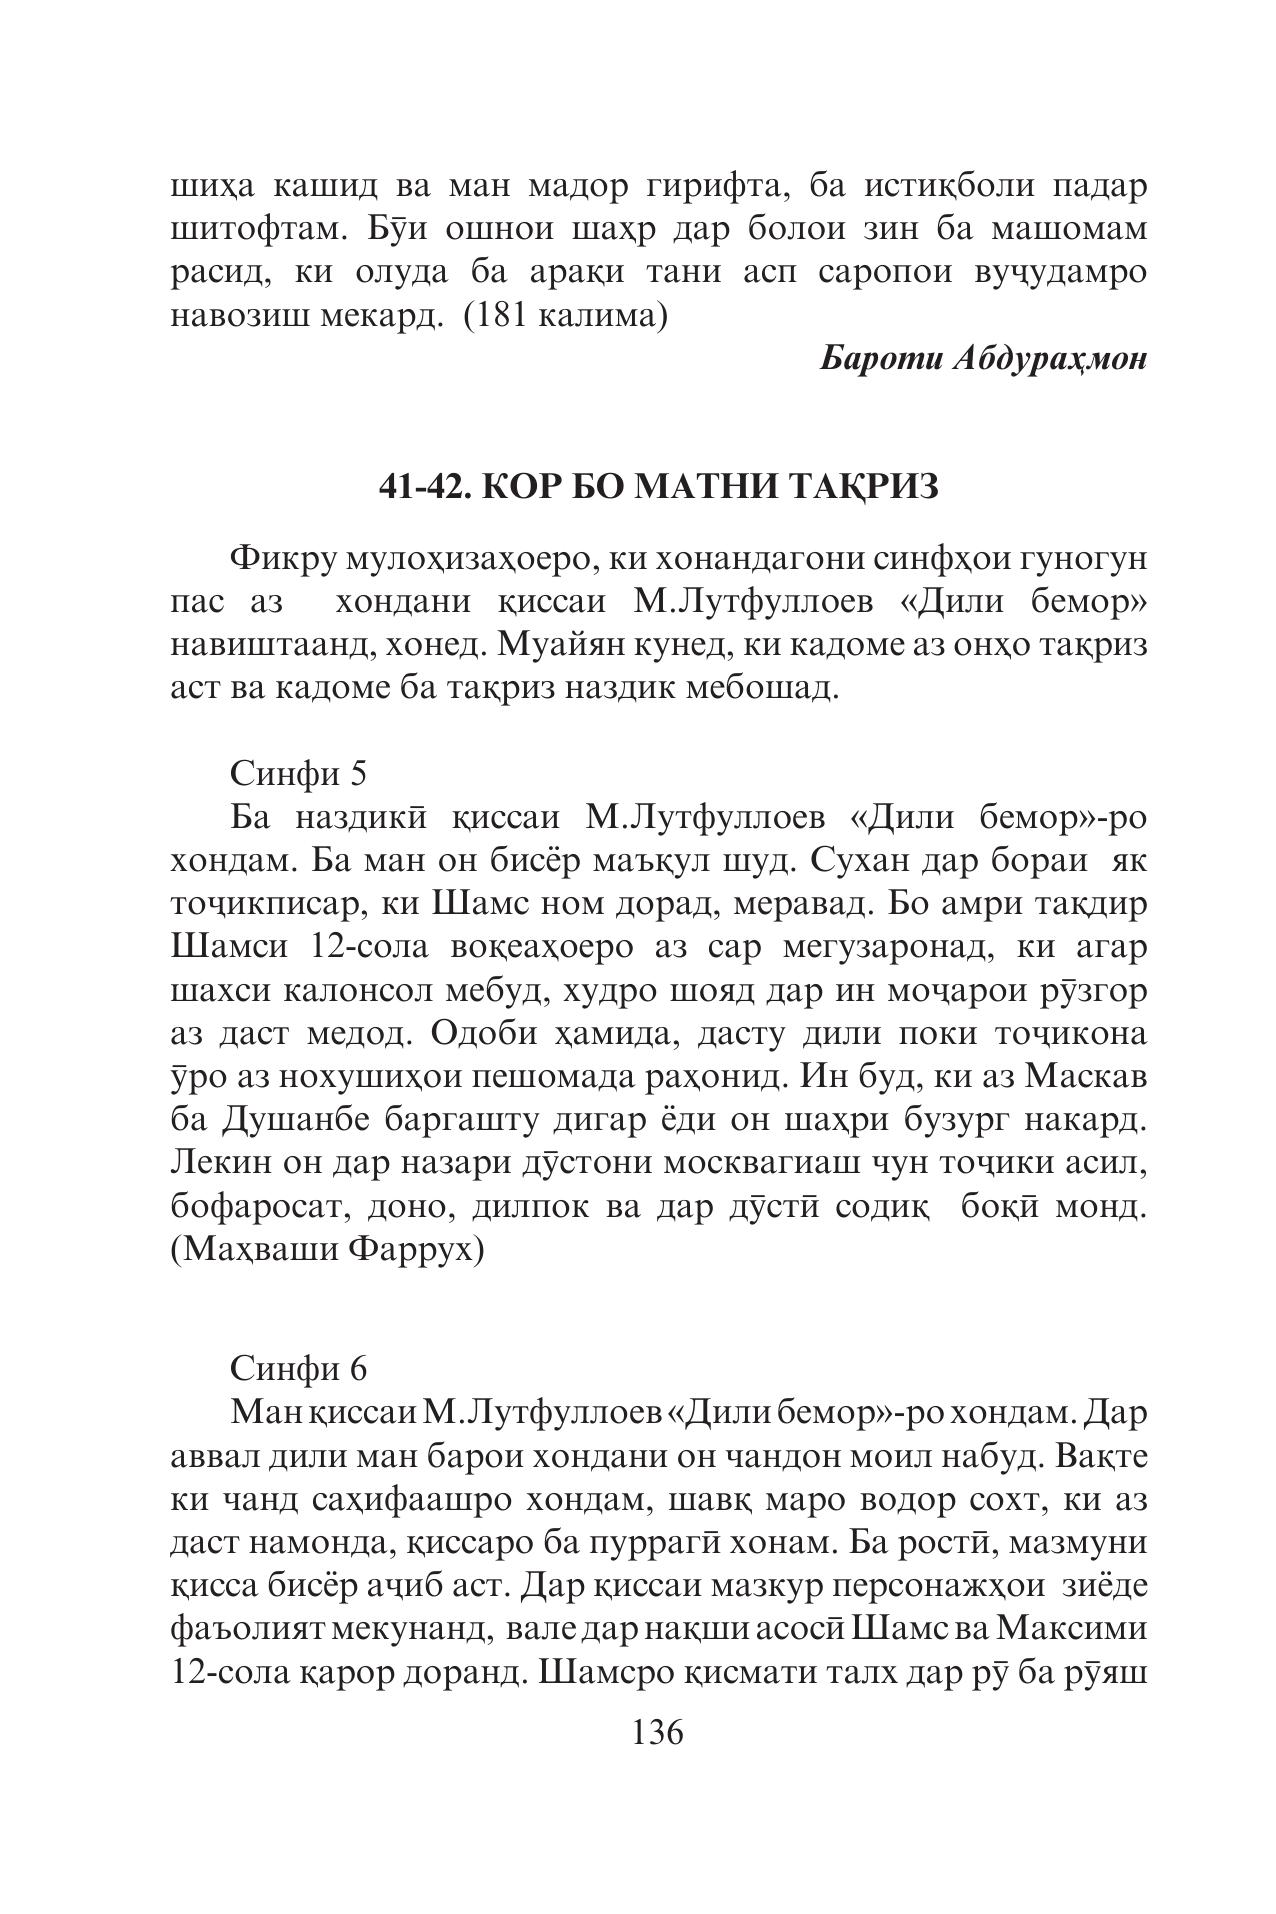 шиҳа кашид ва ман мадор гирифта, ба истиқболи падар
шитофтам. Бӯи ошнои шаҳр дар болои зин ба машомам
расид, ки олуда ба арақи тани асп саропои вуҷудамро
навозиш мекард. (181 калима)
Бароти Абдураҳмон
41-42. КОР БО МАТНИ ТАҚРИЗ
Фикру мулоҳизаҳоеро, ки хонандагони синфҳои гуногун
пас аз хондани қиссаи М.Лутфуллоев «Дили бемор»
навиштаанд, хонед. Муайян кунед, ки кадоме аз онҳо тақриз
аст ва кадоме ба тақриз наздик мебошад.
Синфи 5
Ба наздикӣ қиссаи М.Лутфуллоев «Дили бемор»-ро
хондам. Ба ман он бисёр маъқул шуд. Сухан дар бораи як
тоҷикписар, ки Шамс ном дорад, меравад. Бо амри тақдир
Шамси 12-сола воқеаҳоеро аз сар мегузаронад, ки агар
шахси калонсол мебуд, худро шояд дар ин моҷарои рӯзгор
аз даст медод. Одоби ҳамида, дасту дили поки тоҷикона
ӯро аз нохушиҳои пешомада раҳонид. Ин буд, ки аз Маскав
ба Душанбе баргашту дигар ёди он шаҳри бузург накард.
Лекин он дар назари дӯстони москвагиаш чун тоҷики асил,
бофаросат, доно, дилпок ва дар дӯстӣ содиқ боқӣ монд.
(Маҳваши Фаррух)
Синфи 6
Ман қиссаи М.Лутфуллоев «Дили бемор»-ро хондам. Дар
аввал дили ман барои хондани он чандон моил набуд. Вақте
ки чанд саҳифаашро хондам, шавқ маро водор сохт, ки аз
даст намонда, қиссаро ба пуррагӣ хонам. Ба ростӣ, мазмуни
қисса бисёр аҷиб аст. Дар қиссаи мазкур персонажҳои зиёде
фаъолият мекунанд, вале дар нақши асосӣ Шамс ва Максими
12-сола қарор доранд. Шамсро қисмати талх дар рӯ ба рӯяш
136